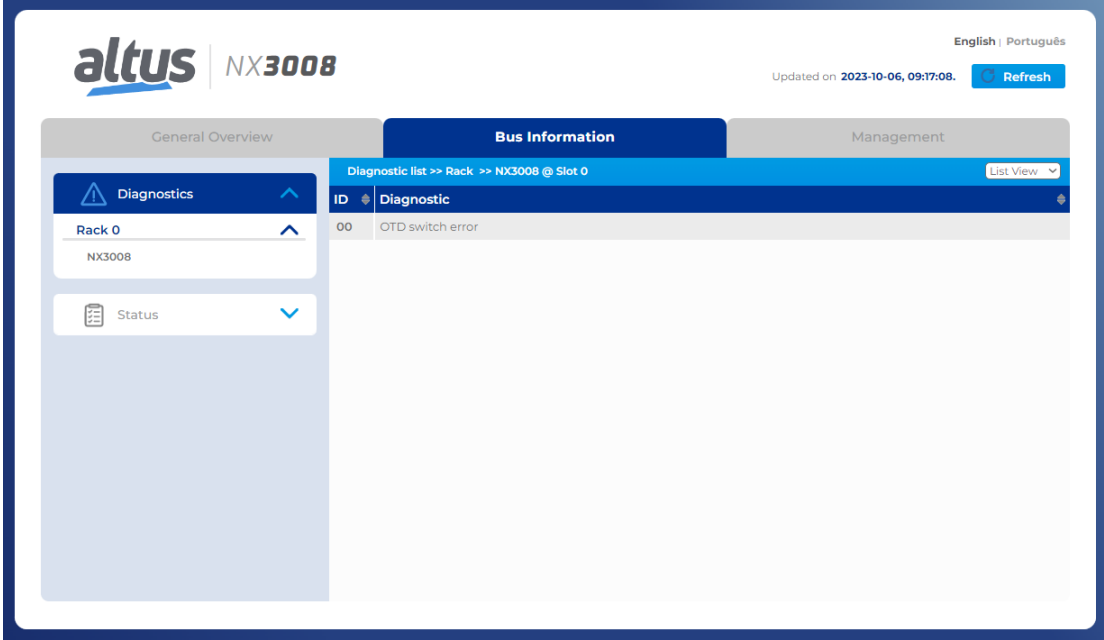 English | Português
altus NX3008
Updated on 2023-10-06, 09:17:08. Refresh
General Overview Bus Information Management
Diagnostic list >> Rack >> NX3008 @ Slot 0 List View
Diagnostics
ID Diagnostic
Rack 0
00 OTD switch error
NX3008
Status